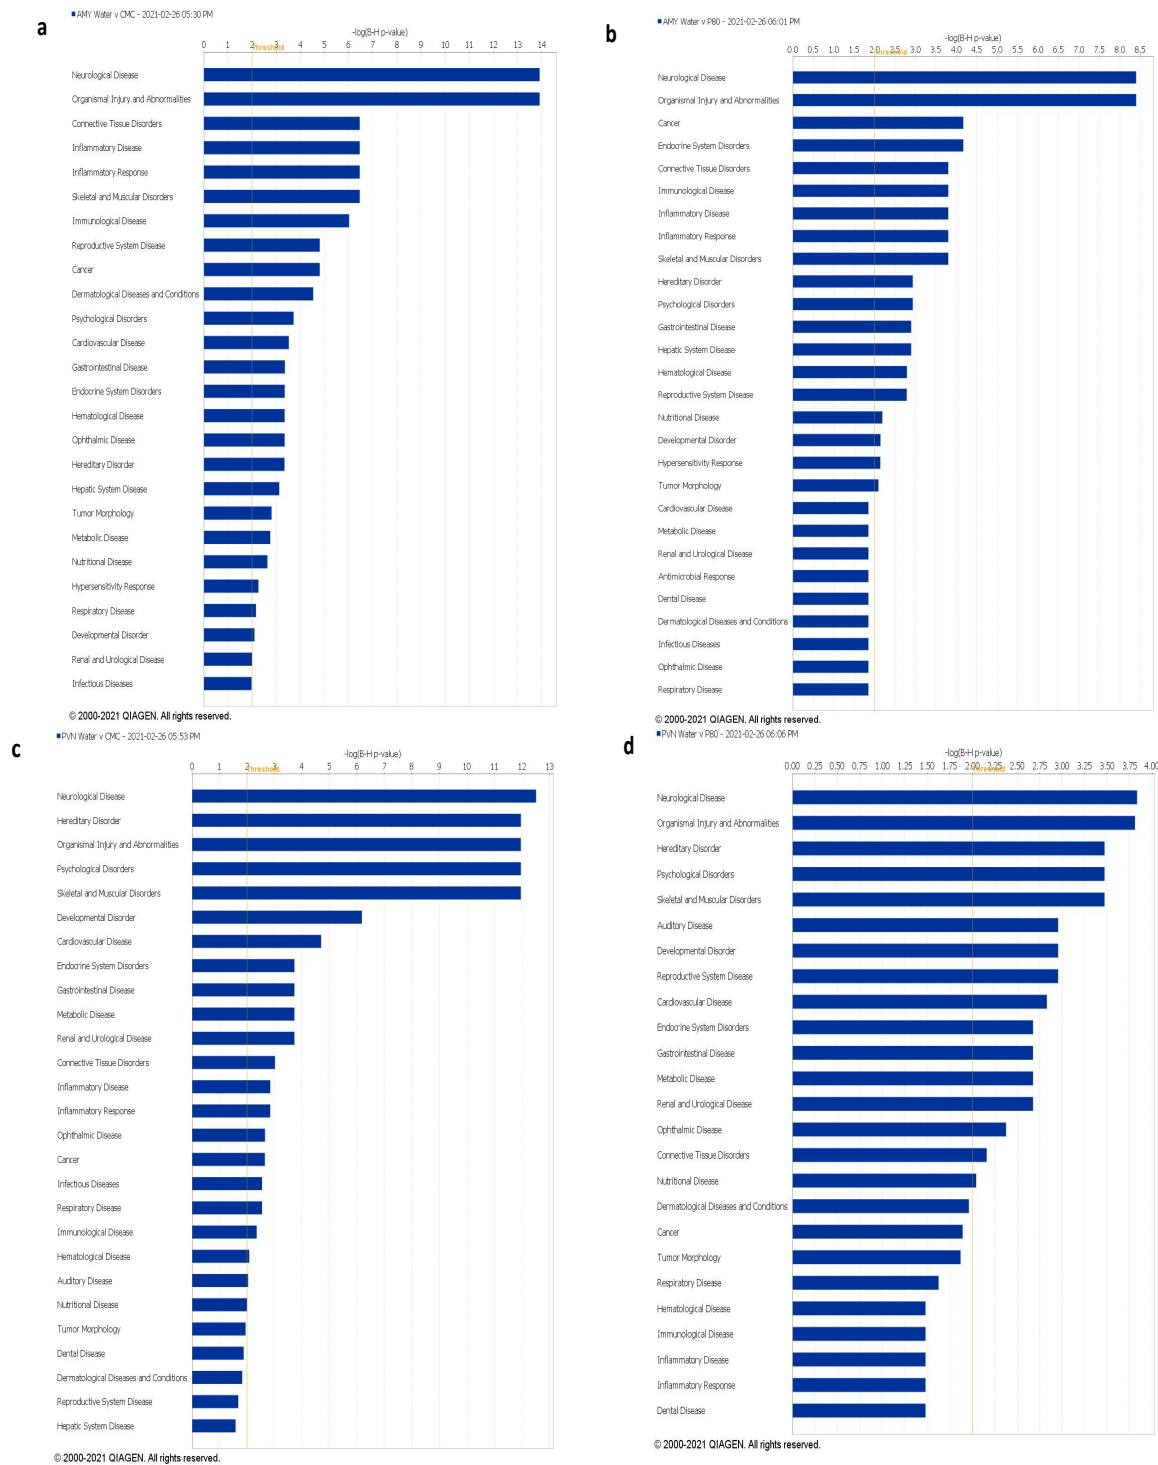 a
AMY Water v CMC - 2021-02-26 05:30 PM
-log(B-H p-value)
0 1 2 3 4 5 6 7 8 9 10 11 12 13 14
Threshold
Neurological Disease
Organismal Injury and Abnormalities
Connective Tissue Disorders
Inflammatory Disease
Inflammatory Response
Skeletal and Muscular Disorders
Immunological Disease
Reproductive System Disease
Cancer
Dermatological Diseases and Conditions
Psychological Disorders
Cardiovascular Disease
Gastrointestinal Disease
Endocrine System Disorders
Hematological Disease
Ophthalmic Disease
Hereditary Disorder
Hepatic System Disease
Tumor Morphology
Metabolic Disease
Nutritional Disease
Hypersensitivity Response
Respiratory Disease
Developmental Disorder
Renal and Urological Disease
Infectious Diseases
© 2000-2021 QIAGEN. All rights reserved.
b
AMY Water v P80 - 2021-02-26 06:01 PM
-log(B-H p-value)
0.0 0.5 1.0 1.5 2.0 2.5 3.0 3.5 4.0 4.5 5.0 5.5 6.0 6.5 7.0 7.5 8.0 8.5
Threshold
Neurological Disease
Organismal Injury and Abnormalities
Cancer
Endocrine System Disorders
Connective Tissue Disorders
Immunological Disease
Inflammatory Disease
Inflammatory Response
Skeletal and Muscular Disorders
Hereditary Disorder
Psychological Disorders
Gastrointestinal Disease
Hepatic System Disease
Hematological Disease
Reproductive System Disease
Nutritional Disease
Developmental Disorder
Hypersensitivity Response
Tumor Morphology
Cardiovascular Disease
Metabolic Disease
Renal and Urological Disease
Antimicrobial Response
Dental Disease
Dermatological Diseases and Conditions
Infectious Diseases
Ophthalmic Disease
Respiratory Disease
© 2000-2021 QIAGEN. All rights reserved.
c
PVN Water v CMC - 2021-02-26 05:53 PM
-log(B-H p-value)
0 1 2 3 4 5 6 7 8 9 10 11 12 13
Threshold
Neurological Disease
Hereditary Disorder
Organismal Injury and Abnormalities
Psychological Disorders
Skeletal and Muscular Disorders
Developmental Disorder
Cardiovascular Disease
Endocrine System Disorders
Gastrointestinal Disease
Metabolic Disease
Renal and Urological Disease
Connective Tissue Disorders
Inflammatory Disease
Inflammatory Response
Ophthalmic Disease
Cancer
Infectious Diseases
Respiratory Disease
Immunological Disease
Hematological Disease
Auditory Disease
Nutritional Disease
Tumor Morphology
Dental Disease
Dermatological Diseases and Conditions
Reproductive System Disease
Hepatic System Disease
© 2000-2021 QIAGEN. All rights reserved.
d
PVN Water v P80 - 2021-02-26 06:06 PM
-log(B-H p-value)
0.00 0.25 0.50 0.75 1.00 1.25 1.50 1.75 2.00 2.25 2.50 2.75 3.00 3.25 3.50 3.75 4.00
Threshold
Neurological Disease
Organismal Injury and Abnormalities
Hereditary Disorder
Psychological Disorders
Skeletal and Muscular Disorders
Auditory Disease
Developmental Disorder
Reproductive System Disease
Cardiovascular Disease
Endocrine System Disorders
Gastrointestinal Disease
Metabolic Disease
Renal and Urological Disease
Ophthalmic Disease
Connective Tissue Disorders
Nutritional Disease
Dermatological Diseases and Conditions
Cancer
Tumor Morphology
Respiratory Disease
Hematological Disease
Immunological Disease
Inflammatory Disease
Inflammatory Response
Dental Disease
© 2000-2021 QIAGEN. All rights reserved.